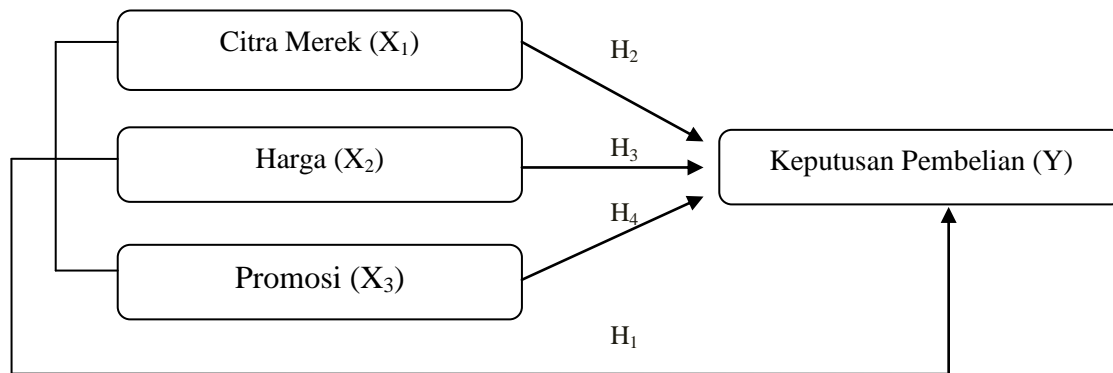 Citra Merek (X₁)
H₂
Harga (X₂)
H₃
Keputusan Pembelian (Y)
H₄
Promosi (X₃)
H₁